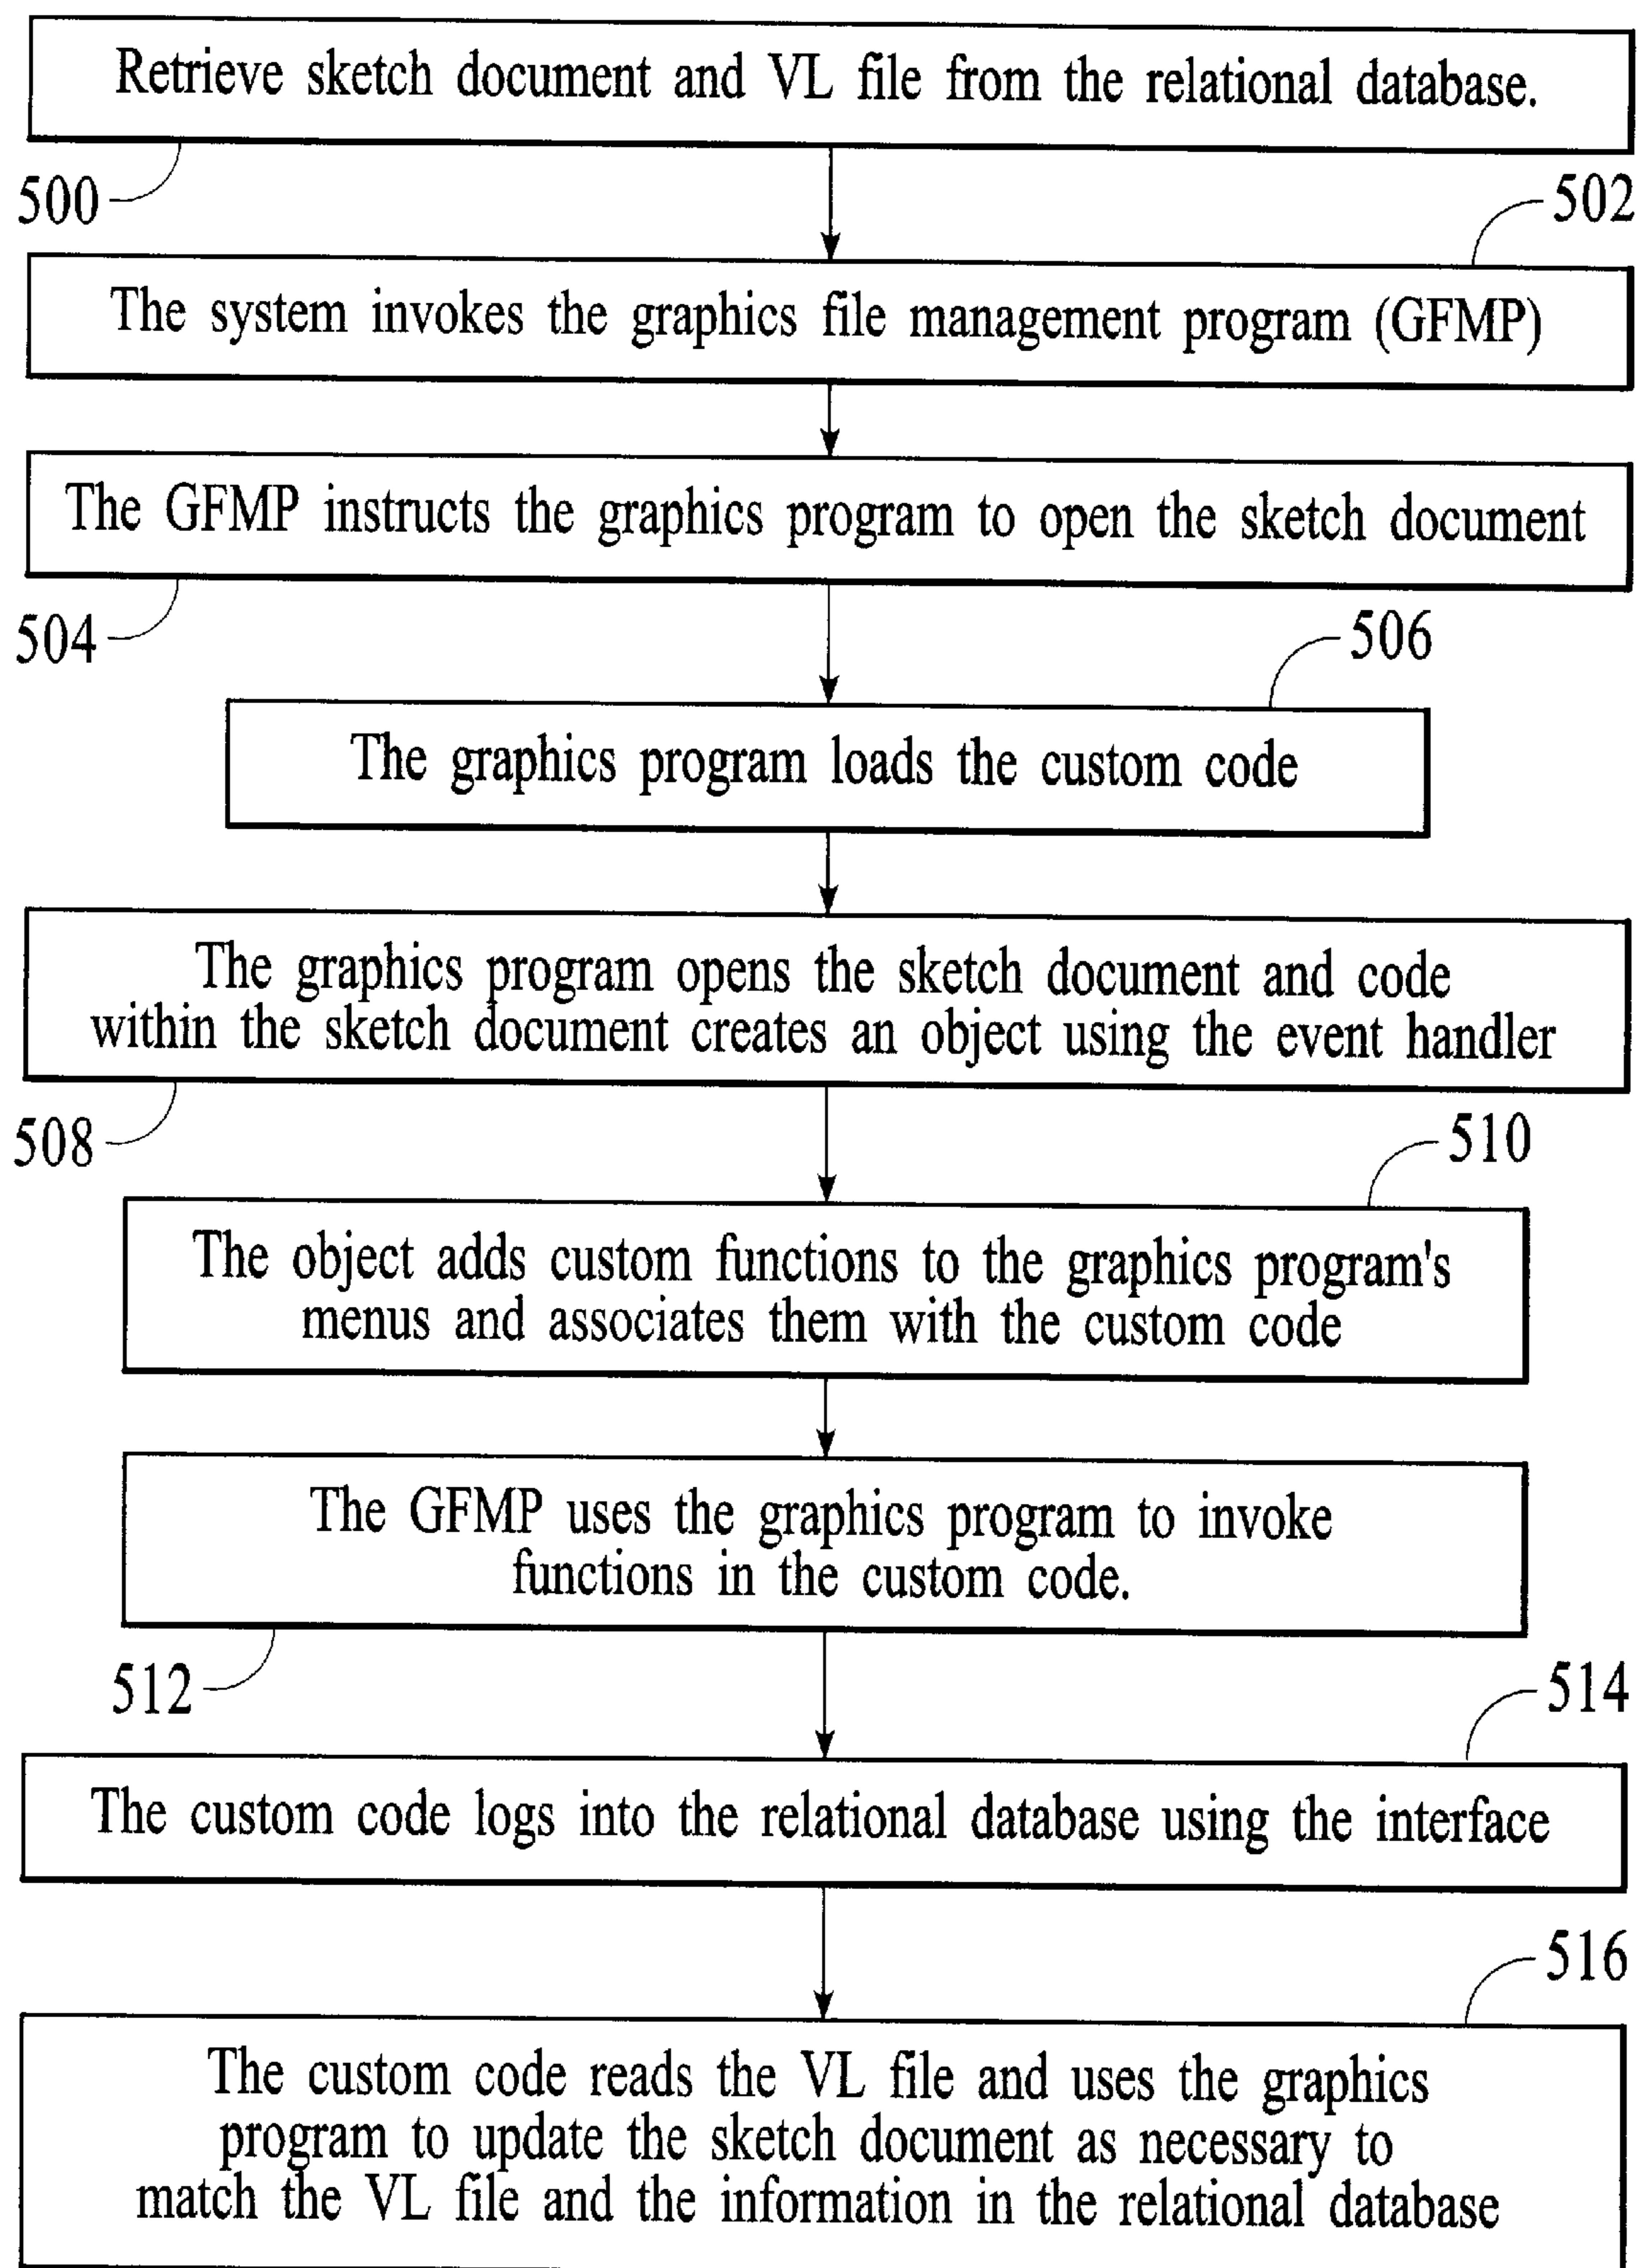 Retrieve sketch document and VL file from the relational database.
500
502
The system invokes the graphics file management program (GFMP)
The GFMP instructs the graphics program to open the sketch document
504
506
The graphics program loads the custom code
The graphics program opens the sketch document and code
within the sketch document creates an object using the event handler
508
510
The object adds custom functions to the graphics program's
menus and associates them with the custom code
The GFMP uses the graphics program to invoke
functions in the custom code.
512
514
The custom code logs into the relational database using the interface
516
The custom code reads the VL file and uses the graphics
program to update the sketch document as necessary to
match the VL file and the information in the relational database